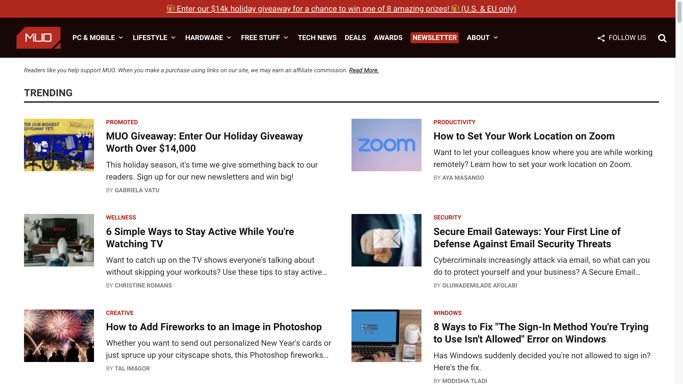 Enter our $14k holiday giveaway for a chance to win one of 8 amazing prizes! (U.S. & EU only)
MUO PC & MOBILE LIFESTYLE HARDWARE FREE STUFF TECH NEWS DEALS AWARDS NEWSLETTER ABOUT FOLLOW US
Readers like you help support MUO. When you make a purchase using links on our site, we may earn an affiliate commission. Read More.
TRENDING
PROMOTED
MUO Giveaway: Enter Our Holiday Giveaway
Worth Over $14,000
This holiday season, it's time we give something back to our
readers. Sign up for our new newsletters and win big!
BY GABRIELA VATU
zoom
PRODUCTIVITY
How to Set Your Work Location on Zoom
Want to let your colleagues know where you are while working
remotely? Learn how to set your work location on Zoom.
BY AYA MASANGO
NETFLIX
WELLNESS
6 Simple Ways to Stay Active While You're
Watching TV
Want to catch up on the TV shows everyone's talking about
without skipping your workouts? Use these tips to stay active…
BY CHRISTINE ROMANS
SECURITY
Secure Email Gateways: Your First Line of
Defense Against Email Security Threats
Cybercriminals increasingly attack via email, so what can you
do to protect yourself and your business? A Secure Email…
BY OLUWADEMILADE AFOLABI
CREATIVE
How to Add Fireworks to an Image in Photoshop
Whether you want to send out personalized New Year's cards or
just spruce up your cityscape shots, this Photoshop fireworks…
BY TAL IMAGOR
WINDOWS
8 Ways to Fix "The Sign-In Method You're Trying
to Use Isn't Allowed" Error on Windows
Has Windows suddenly decided you're not allowed to sign in?
Here's the fix.
BY MODISHA TLADI